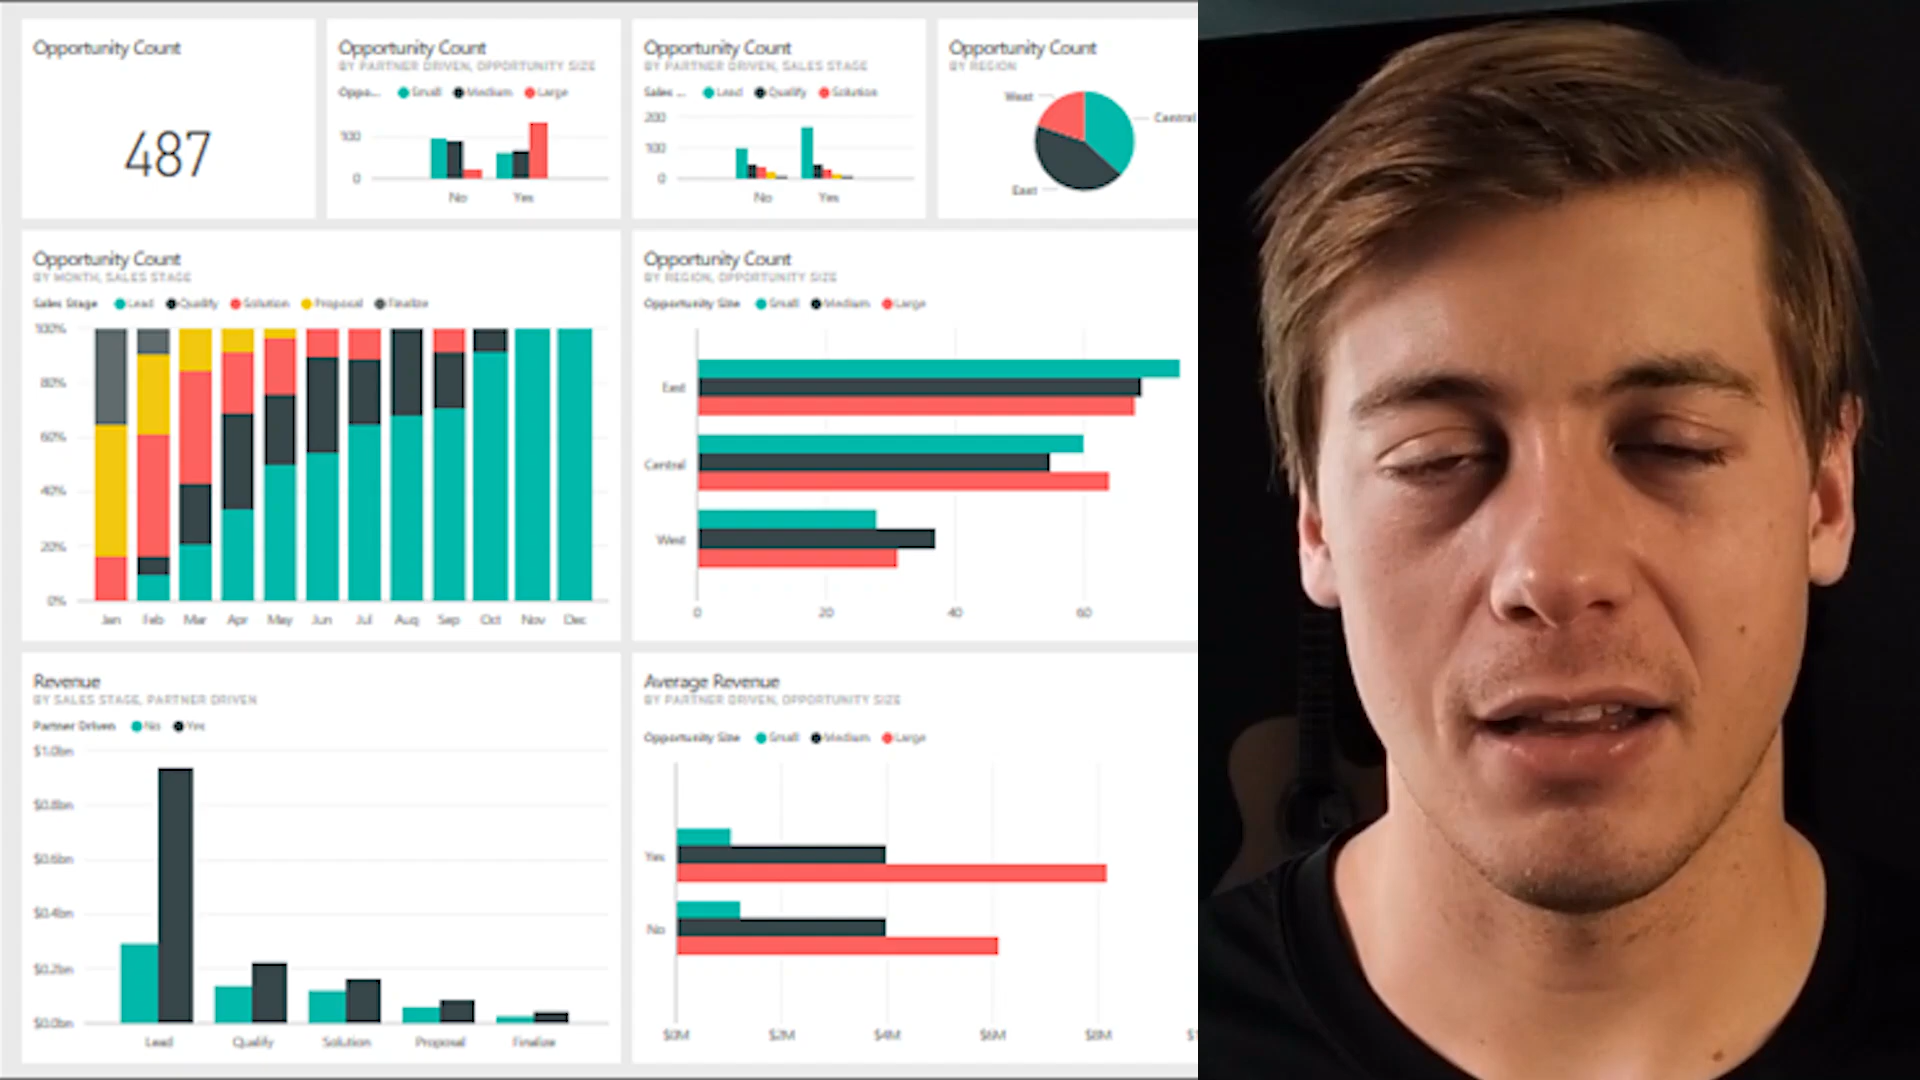 Opportunity Count
487
Opportunity Count
BY PARTNER DRIVEN, OPPORTUNITY SIZE
Oppo... Small Medium Large
100
0
No Yes
Opportunity Count
BY PARTNER DRIVEN, SALES STAGE
Sales ... Lead Qualify Solution
200
100
0
No Yes
Opportunity Count
BY REGION
West
Central
East
Opportunity Count
BY MONTH, SALES STAGE
Sales Stage Lead Qualify Solution Proposal Finalize
100%
80%
60%
40%
20%
0%
Jan Feb Mar Apr May Jun Jul Aug Sep Oct Nov Dec
Opportunity Count
BY REGION, OPPORTUNITY SIZE
Opportunity Size Small Medium Large
East
Central
West
0 20 40 60
Revenue
BY SALES STAGE, PARTNER DRIVEN
Partner Driven No Yes
$1.0bn
$0.8bn
$0.6bn
$0.4bn
$0.2bn
$0.0bn
Lead Qualify Solution Proposal Finalize
Average Revenue
BY PARTNER DRIVEN, OPPORTUNITY SIZE
Opportunity Size Small Medium Large
Yes
No
$0M $2M $4M $6M $8M